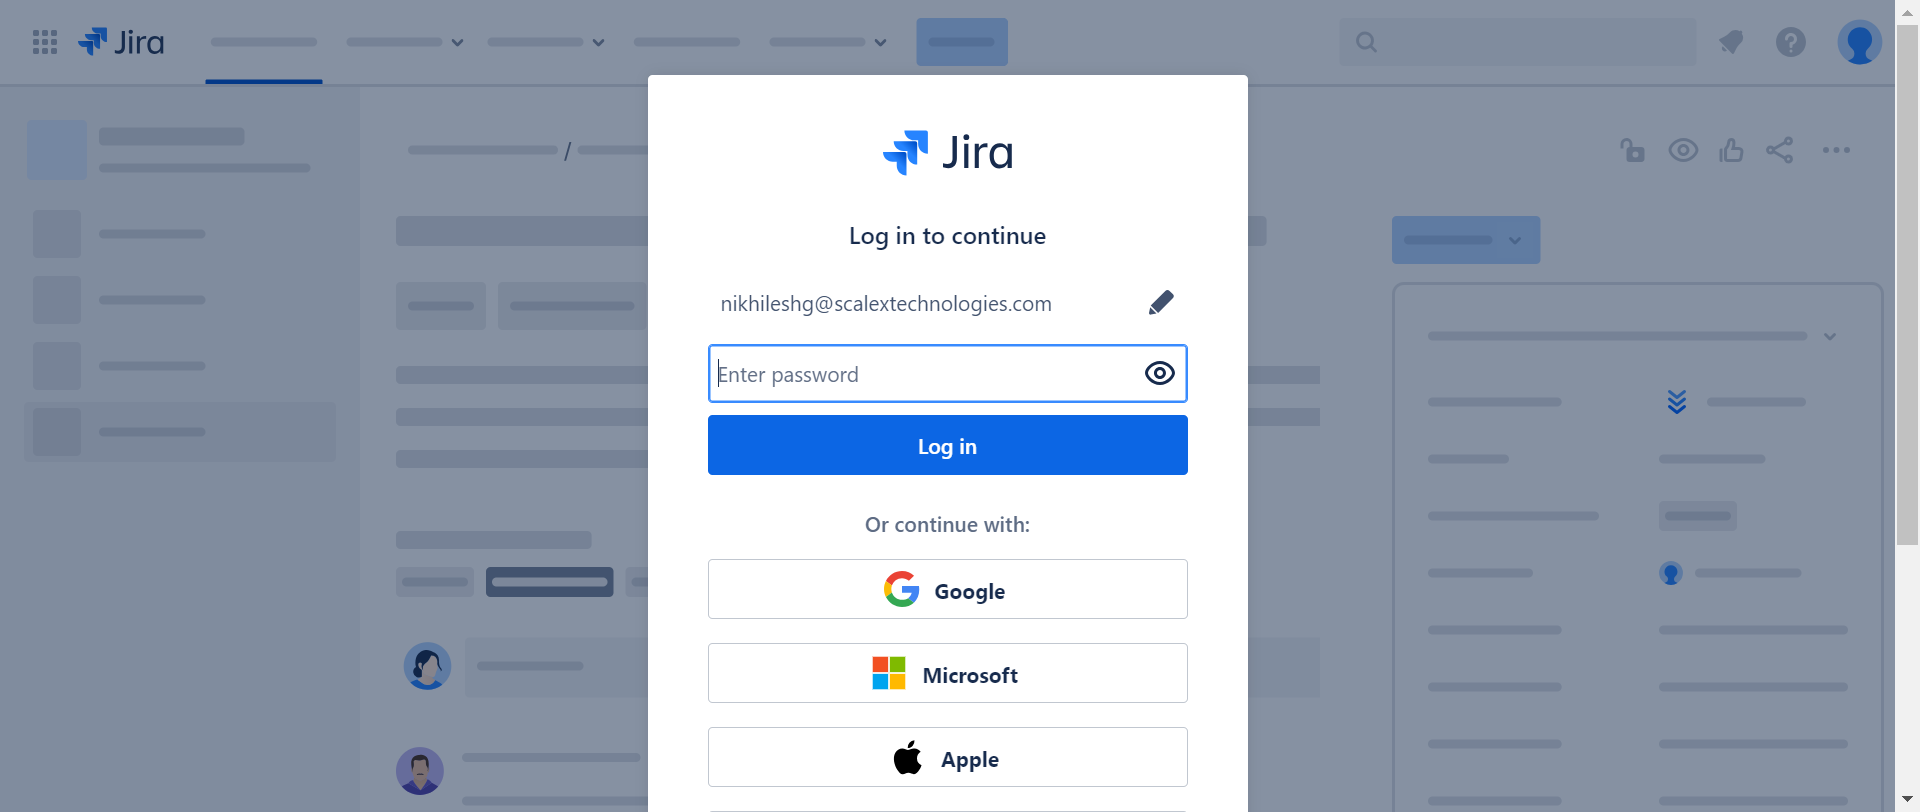 Jira
/
Jira
Log in to continue
nikhileshg@scalextechnologies.com
Enter password
Log in
Or continue with:
Google
Microsoft
Apple